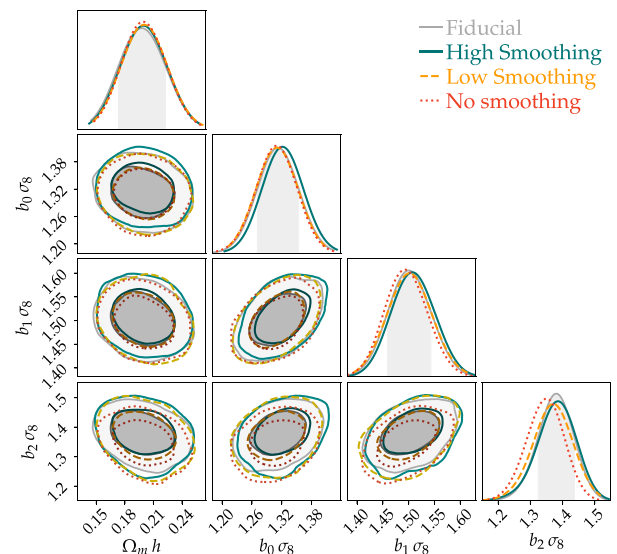 Fiducial
High Smoothing
Low Smoothing
No smoothing
b₀ σ₈
1.38
1.32
1.26
1.20
b₁ σ₈
1.60
1.55
1.50
1.45
1.40
b₂ σ₈
1.5
1.4
1.3
1.2
0.15 0.18 0.21 0.24
1.20 1.26 1.32 1.38
1.40 1.45 1.50 1.55 1.60
1.2 1.3 1.4 1.5
Ωₘ h
b₀ σ₈
b₁ σ₈
b₂ σ₈